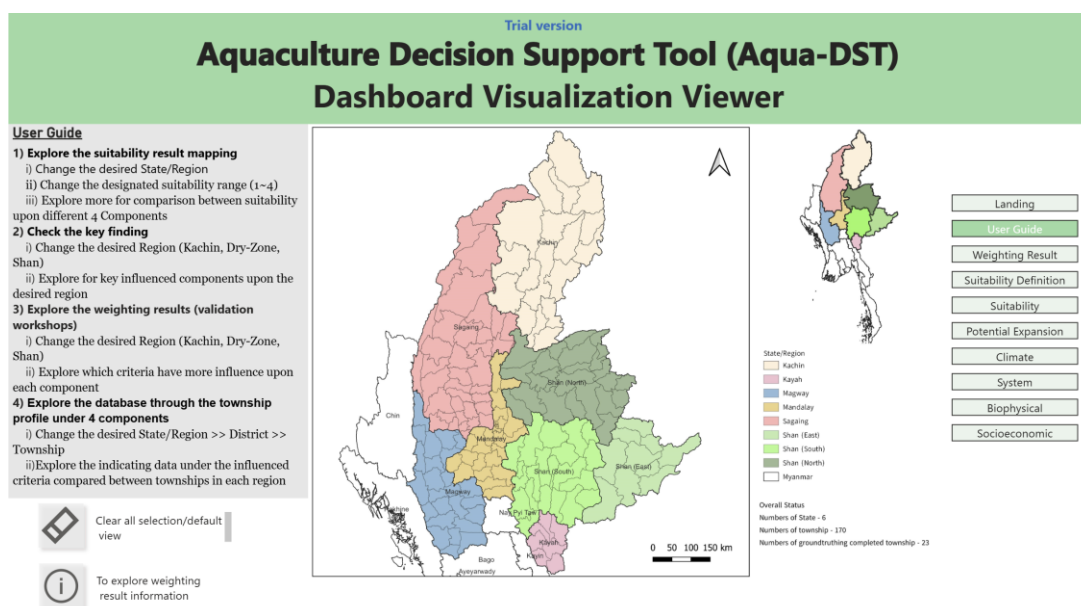 Trial version
Aquaculture Decision Support Tool (Aqua-DST)
Dashboard Visualization Viewer
User Guide
1) Explore the suitability result mapping
i) Change the desired State/Region
ii) Change the designated suitability range (1~4)
iii) Explore more for comparison between suitability
upon different 4 Components
2) Check the key finding
i) Change the desired Region (Kachin, Dry-Zone,
Shan)
ii) Explore for key influenced components upon the
desired region
3) Explore the weighting results (validation
workshops)
i) Change the desired Region (Kachin, Dry-Zone,
Shan)
ii) Explore which criteria have more influence upon
each component
4) Explore the database through the township
profile under 4 components
i) Change the desired State/Region >> District >>
Township
ii)Explore the indicating data under the influenced
criteria compared between townships in each region
Clear all selection/default
view
To explore weighting
result information
Kachin
Sagaing
Shan (North)
Chin
Mandalay
Shan (South)
Shan (East)
Magway
Nay Pyi Taw
Kayah
Kayin
Bago
Ayeyarwady
0 50 100 150 km
State/Region
Kachin
Kayah
Magway
Mandalay
Sagaing
Shan (East)
Shan (South)
Shan (North)
Myanmar
Overall Status
Numbers of State - 6
Numbers of township - 170
Numbers of groundtruthing completed township - 23
Landing
User Guide
Weighting Result
Suitability Definition
Suitability
Potential Expansion
Climate
System
Biophysical
Socioeconomic